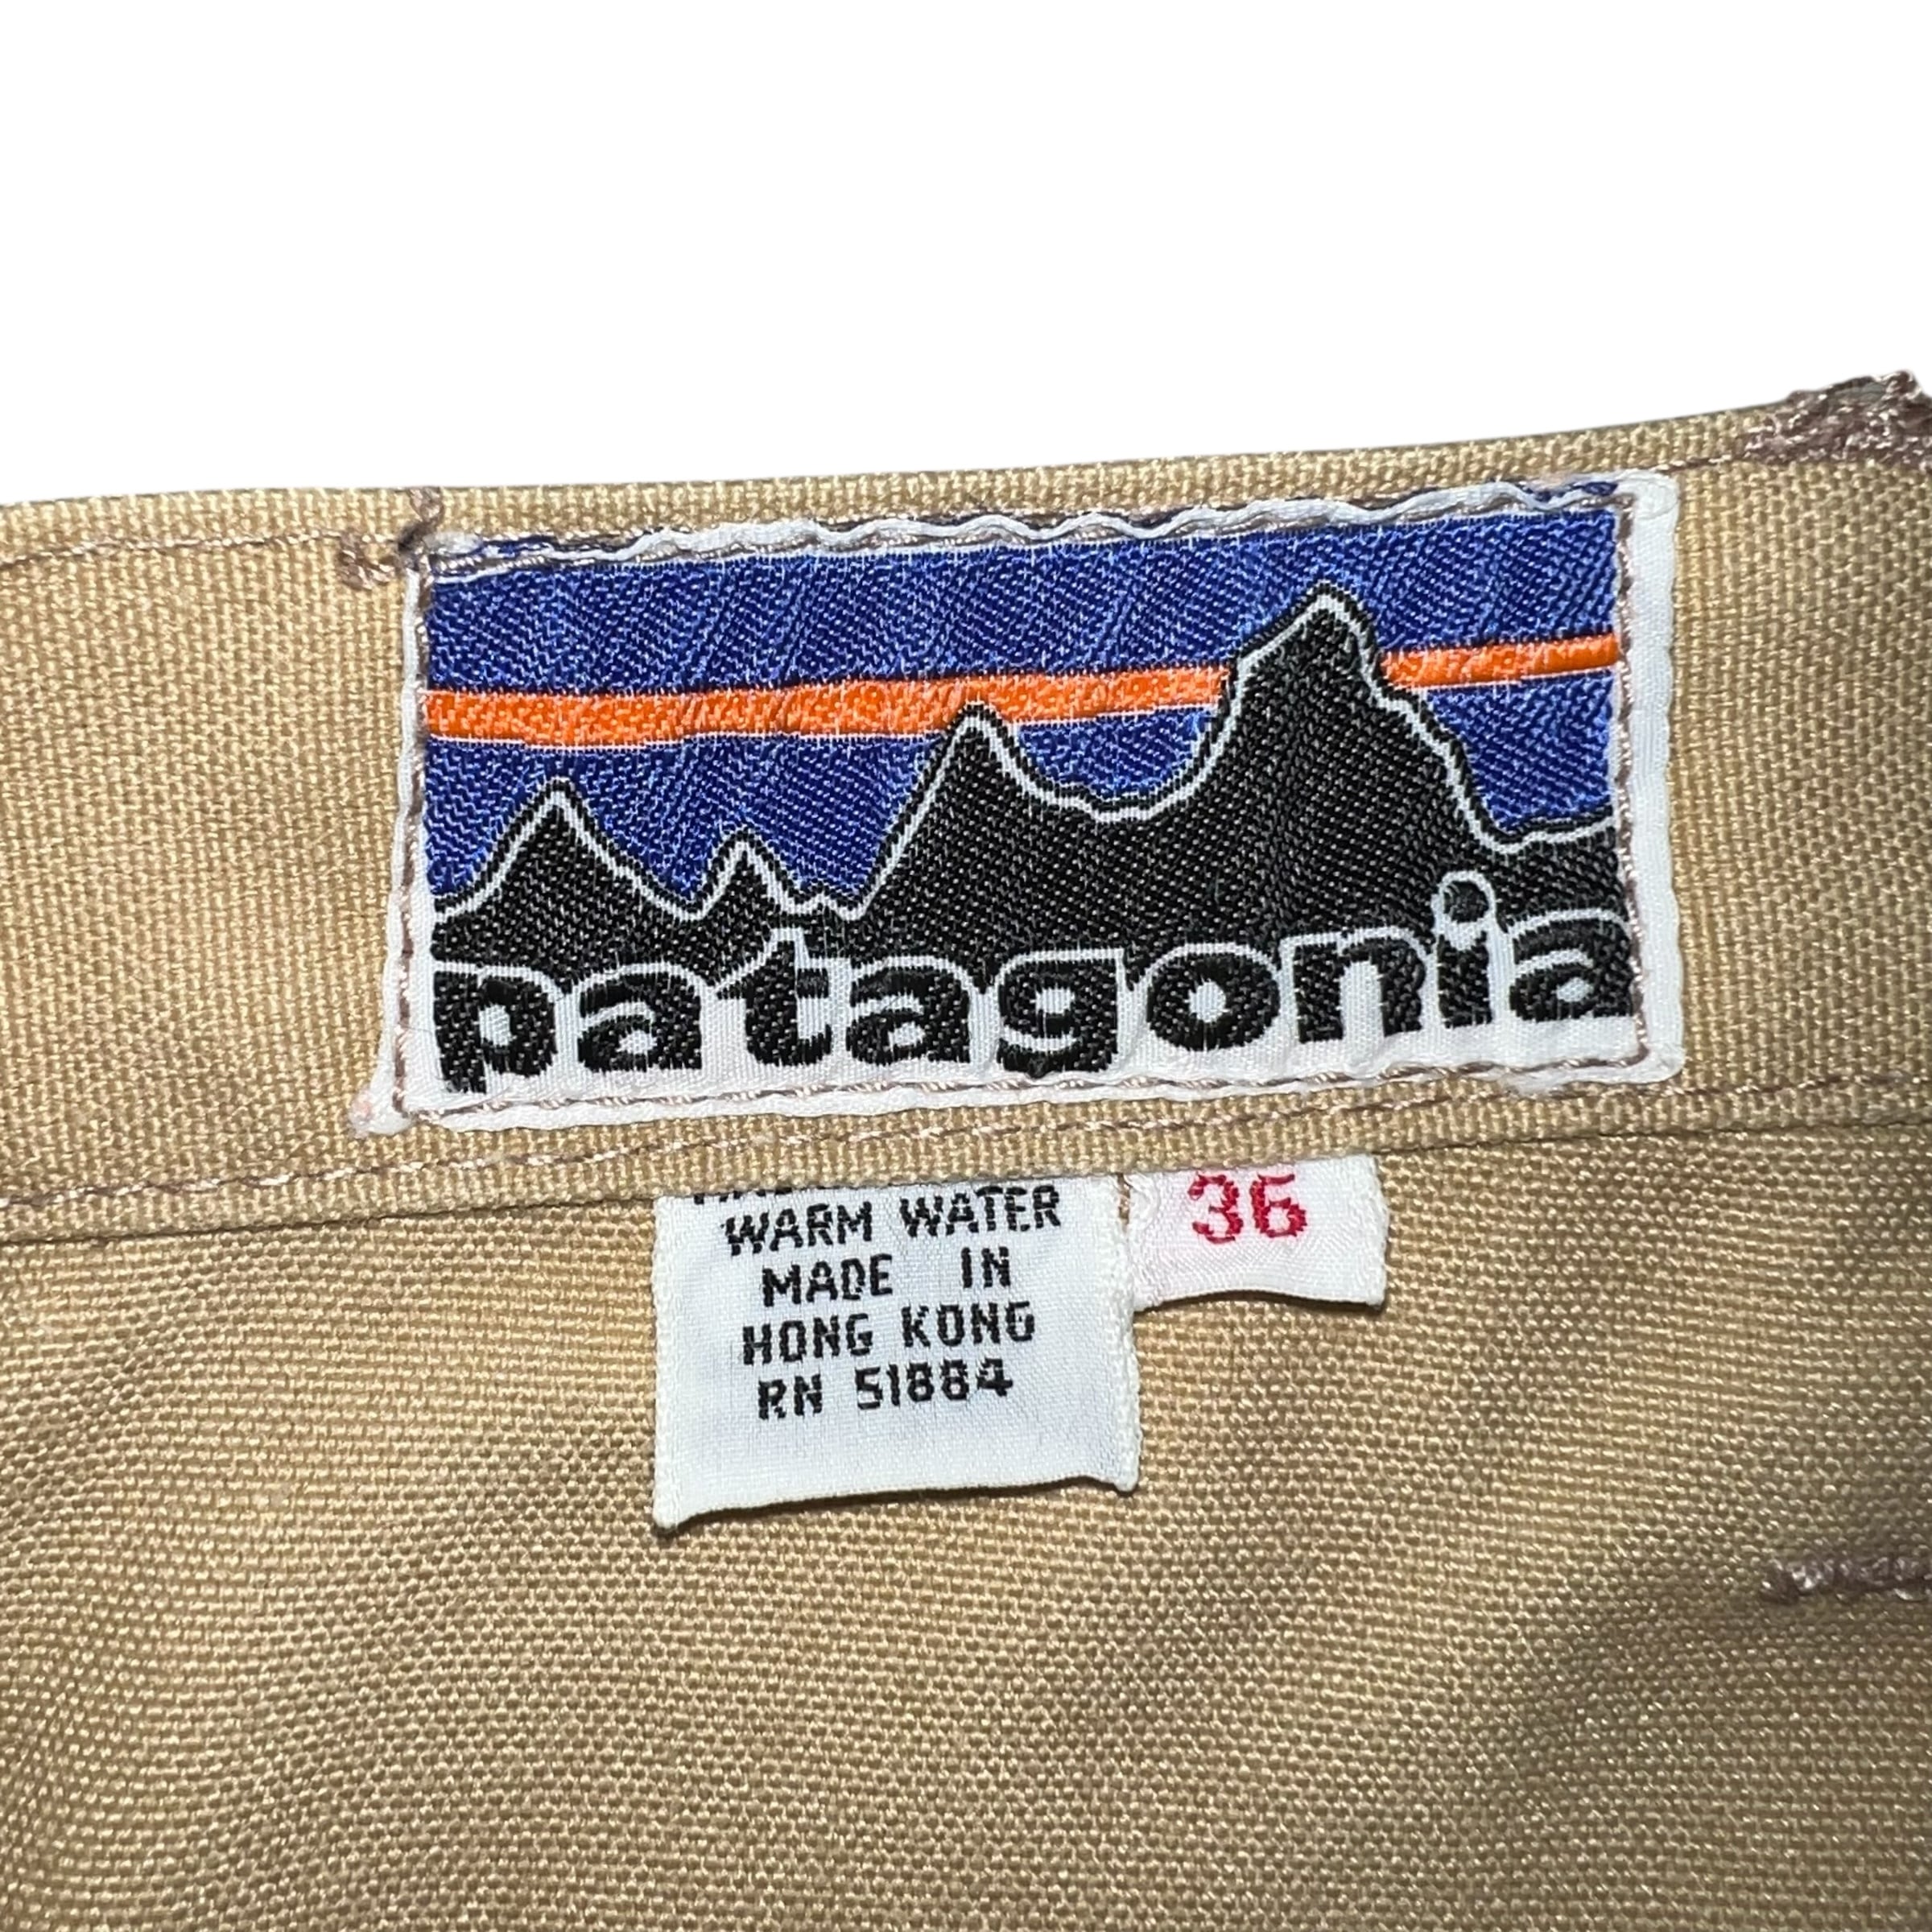 patagonia
36
WARM WATER
MADE IN
HONG KONG
RN 51884